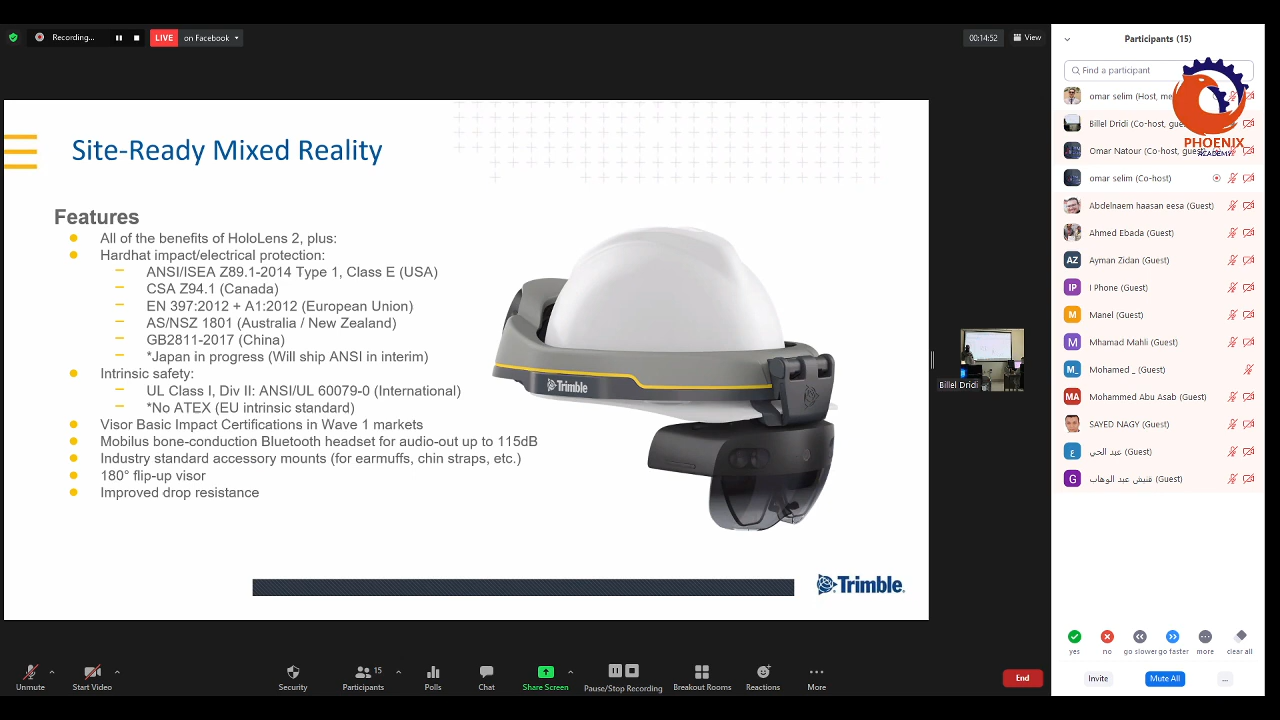 Recording...
LIVE
on Facebook
00:14:52
View
Participants (15)
Find a participant
omar selim (Host, me
Billel Dridi (Co-host, gue
Omar Natour (Co-host, gues
PHOENIX
ACADEMY
omar selim (Co-host)
Abdelnaem haasan eesa (Guest)
Ahmed Ebada (Guest)
AZ Ayman Zidan (Guest)
IP I Phone (Guest)
M Manel (Guest)
M Mhamad Mahli (Guest)
M_ Mohamed _ (Guest)
MA Mohammed Abu Asab (Guest)
SAYED NAGY (Guest)
ع عبد الحي (Guest)
G فنيش عبد الوهاب (Guest)
Site-Ready Mixed Reality
Features
All of the benefits of HoloLens 2, plus:
Hardhat impact/electrical protection:
ANSI/ISEA Z89.1-2014 Type 1, Class E (USA)
CSA Z94.1 (Canada)
EN 397:2012 + A1:2012 (European Union)
AS/NSZ 1801 (Australia / New Zealand)
GB2811-2017 (China)
*Japan in progress (Will ship ANSI in interim)
Intrinsic safety:
UL Class I, Div II: ANSI/UL 60079-0 (International)
*No ATEX (EU intrinsic standard)
Visor Basic Impact Certifications in Wave 1 markets
Mobilus bone-conduction Bluetooth headset for audio-out up to 115dB
Industry standard accessory mounts (for earmuffs, chin straps, etc.)
180° flip-up visor
Improved drop resistance
Trimble
Trimble
Billel Dridi
yes
no
go slower
go faster
more
clear all
Invite
Mute All
...
Unmute
Start Video
Security
15
Participants
Polls
Chat
Share Screen
Pause/Stop Recording
Breakout Rooms
Reactions
More
End